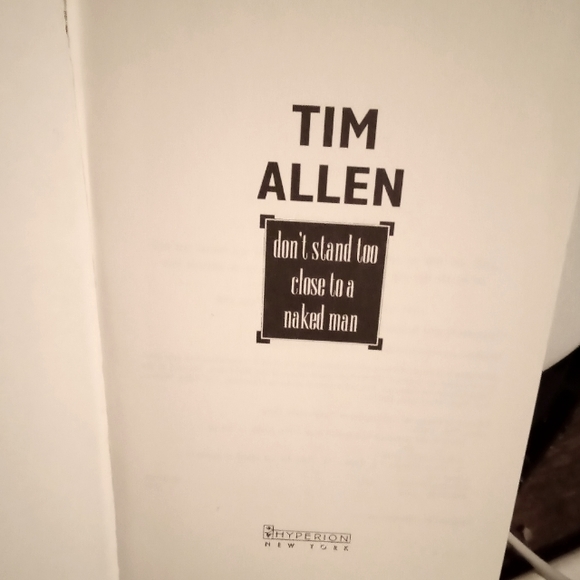 TIM
ALLEN
don't stand too
close to a
naked man
HYPERION
NEW YORK